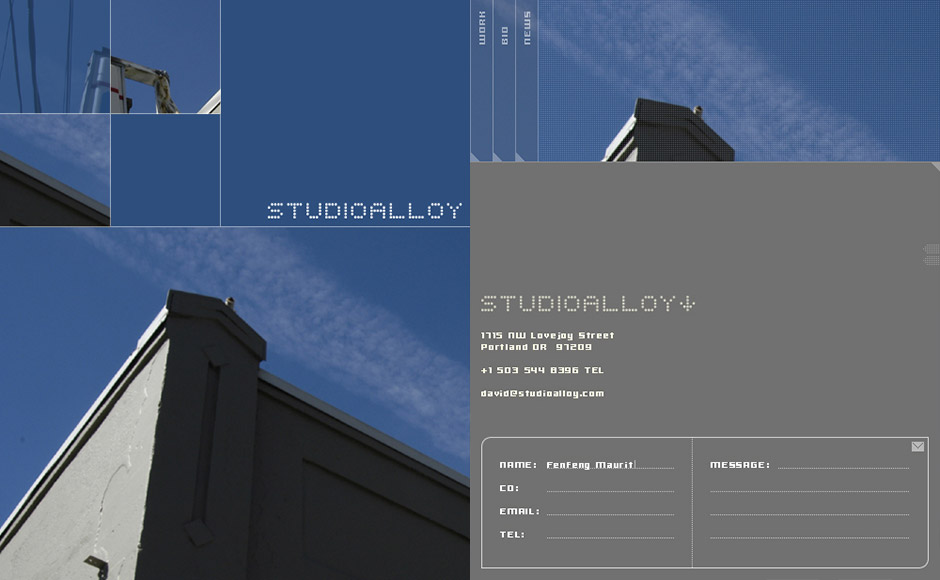 STUDIOALLOY
WORK
BIO
NEWS
STUDIOALLOY
1715 NW Lovejoy Street
Portland OR 97209
+1 503 544 8396 TEL
david@studioalloy.com
NAME: Fenfeng Maurit
CO:
EMAIL:
TEL:
MESSAGE: